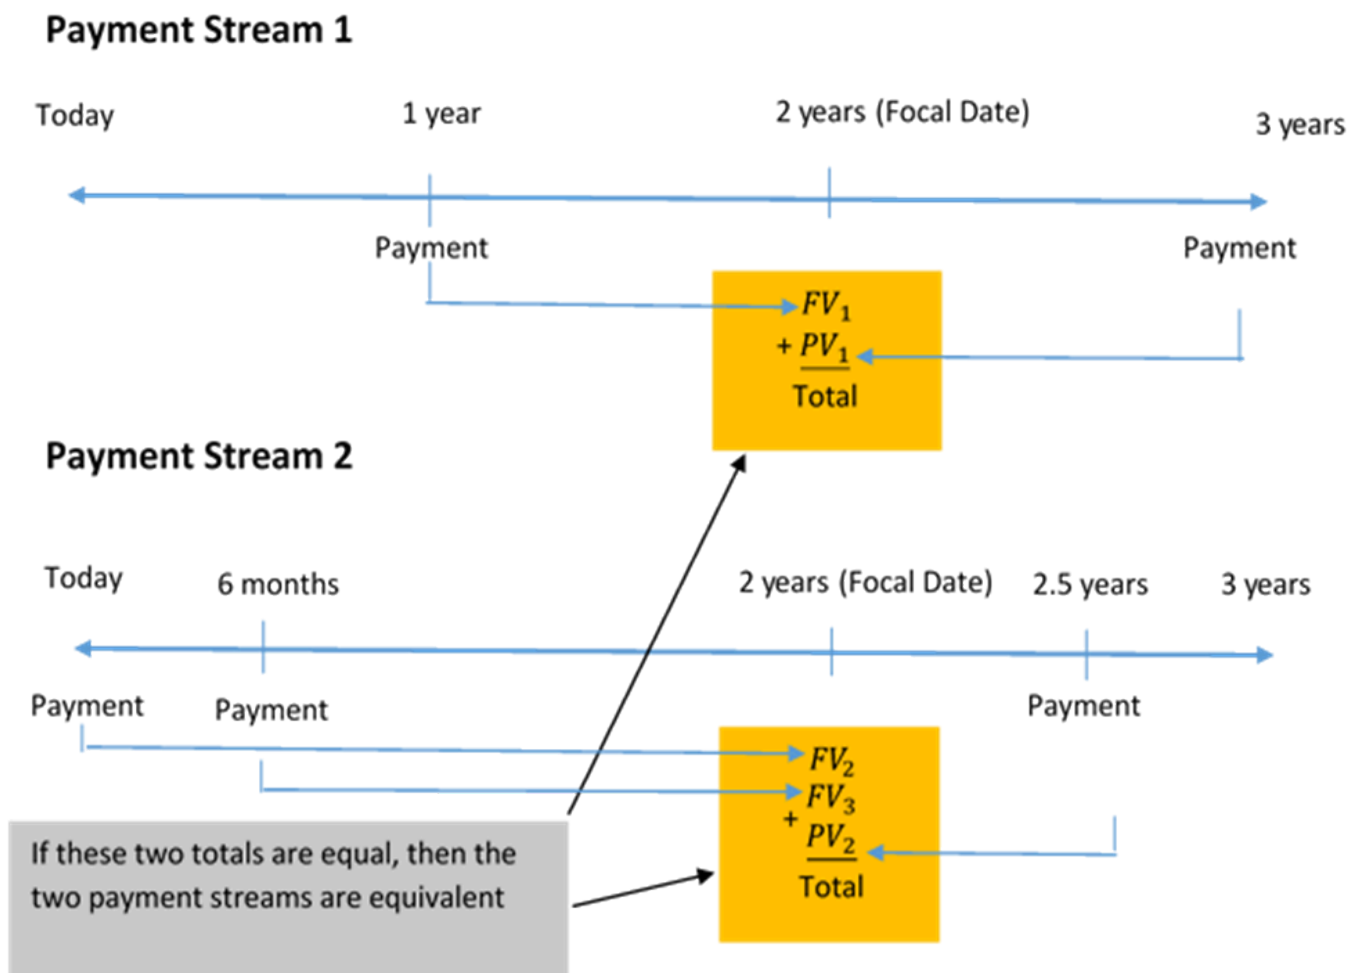 Payment Stream 1
Today 1 year 2 years (Focal Date) 3 years
Payment Payment
FV₁
+ PV₁
Total
Payment Stream 2
Today 6 months 2 years (Focal Date) 2.5 years 3 years
Payment Payment Payment
FV₂
FV₃
+
PV₂
Total
If these two totals are equal, then the
two payment streams are equivalent